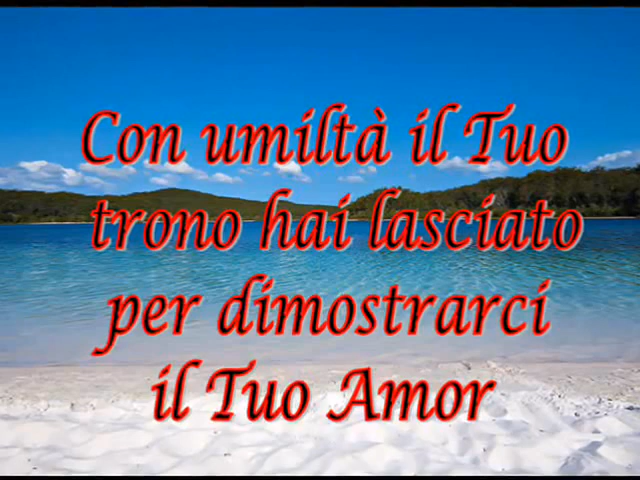 Con umiltà il Tuo
trono hai lasciato
per dimostrarci
il Tuo Amor